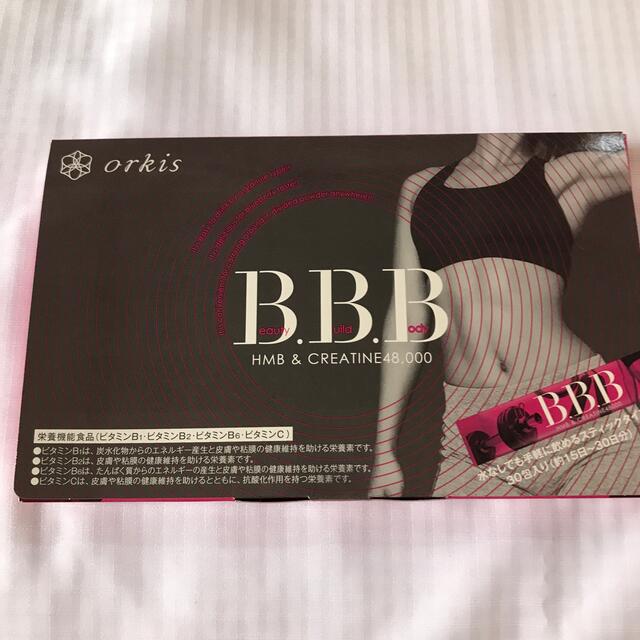 orkis
B.B.B
eauty uild ody
HMB & CREATINE48,000
栄養機能食品(ビタミンB1・ビタミンB2・ビタミンB6・ビタミンC)
●ビタミンB1は、炭水化物からのエネルギー産生と皮膚や粘膜の健康維持を助ける栄養素です。
●ビタミンB2は、皮膚や粘膜の健康維持を助ける栄養素です。
●ビタミンB6は、たんぱく質からのエネルギーの産生と皮膚や粘膜の健康維持を助ける栄養素です。
●ビタミンCは、皮膚や粘膜の健康維持を助けるとともに、抗酸化作用を持つ栄養素です。
BBB
HMB & CREATINE48
水なしでも手軽に飲めるスティックタ
30包入り(約15日~30日分)